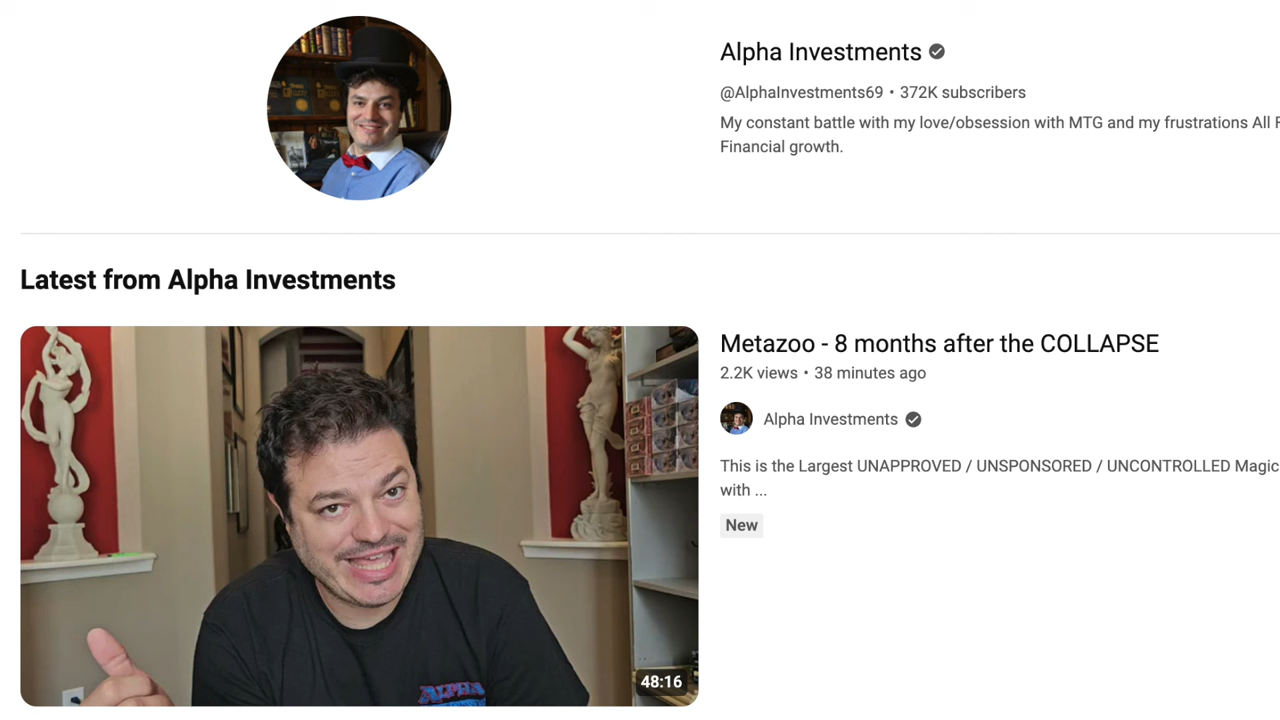 Alpha Investments
@AlphaInvestments69 • 372K subscribers
My constant battle with my love/obsession with MTG and my frustrations All
Financial growth.
Latest from Alpha Investments
Metazoo - 8 months after the COLLAPSE
2.2K views • 38 minutes ago
Alpha Investments
This is the Largest UNAPPROVED / UNSPONSORED / UNCONTROLLED Magic
with ...
New
ALPHA
48:16